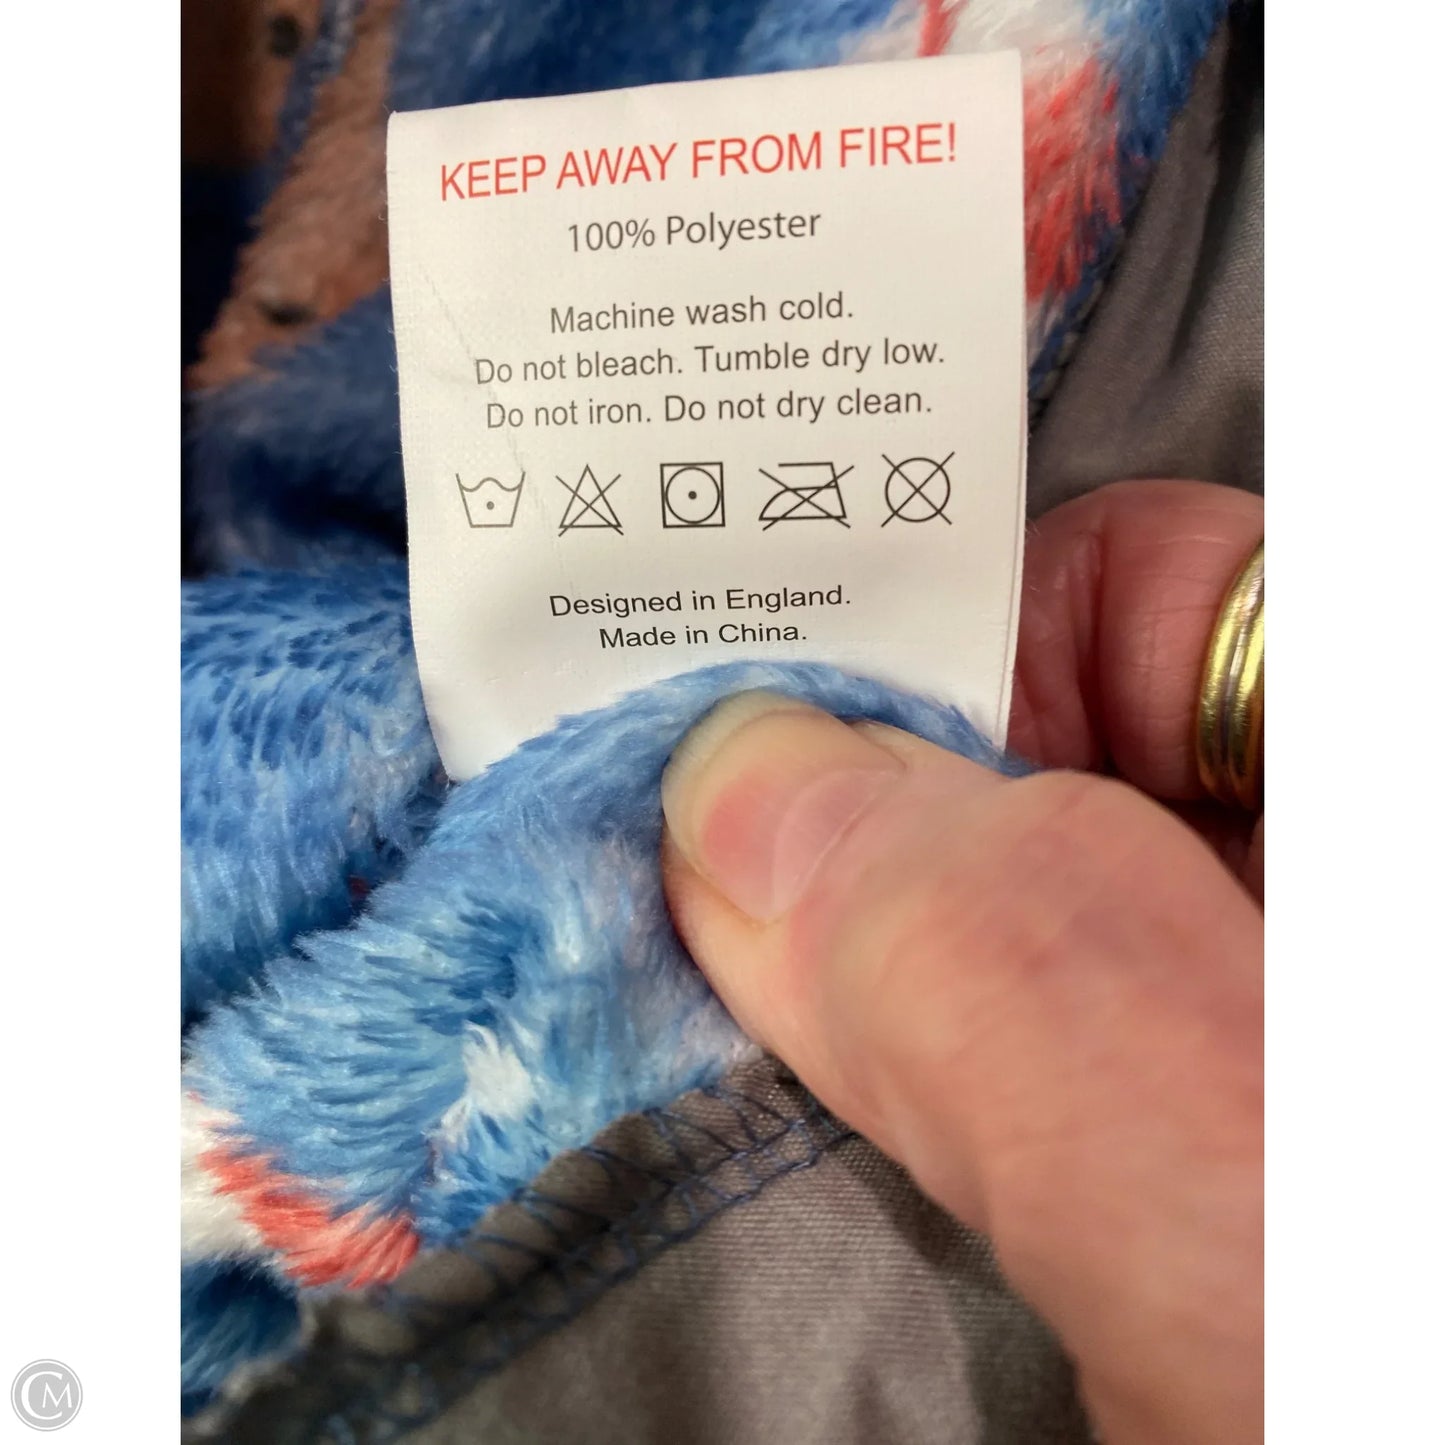 KEEP AWAY FROM FIRE!
100% Polyester
Machine wash cold.
Do not bleach. Tumble dry low.
Do not iron. Do not dry clean.
Designed in England.
Made in China.
CM